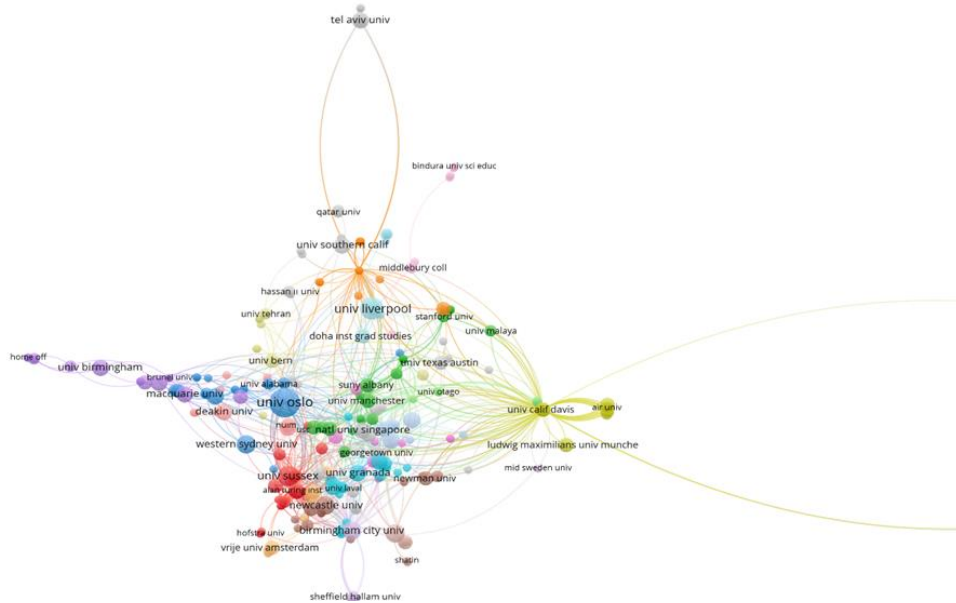 tel aviv univ
bindura univ sci educ
qatar univ
univ southern calif
middlebury coll
hassan ii univ
univ liverpool
univ tehran
stanford univ
univ malaya
doha inst grad studies
home off
univ bern
univ texas austin
univ birmingham
brunel univ
univ alabama
suny albany
macquarie univ
univ otago
univ oslo
univ manchester
deakin univ
univ calif davis
air univ
huim
ist
natl univ singapore
western sydney univ
georgetown univ
ludwig maximilians univ munche
mid sweden univ
univ sussex
univ granada
newman univ
alan turing inst
univ laval
newcastle univ
hofstra univ
birmingham city univ
vrije univ amsterdam
shatin
sheffield hallam univ